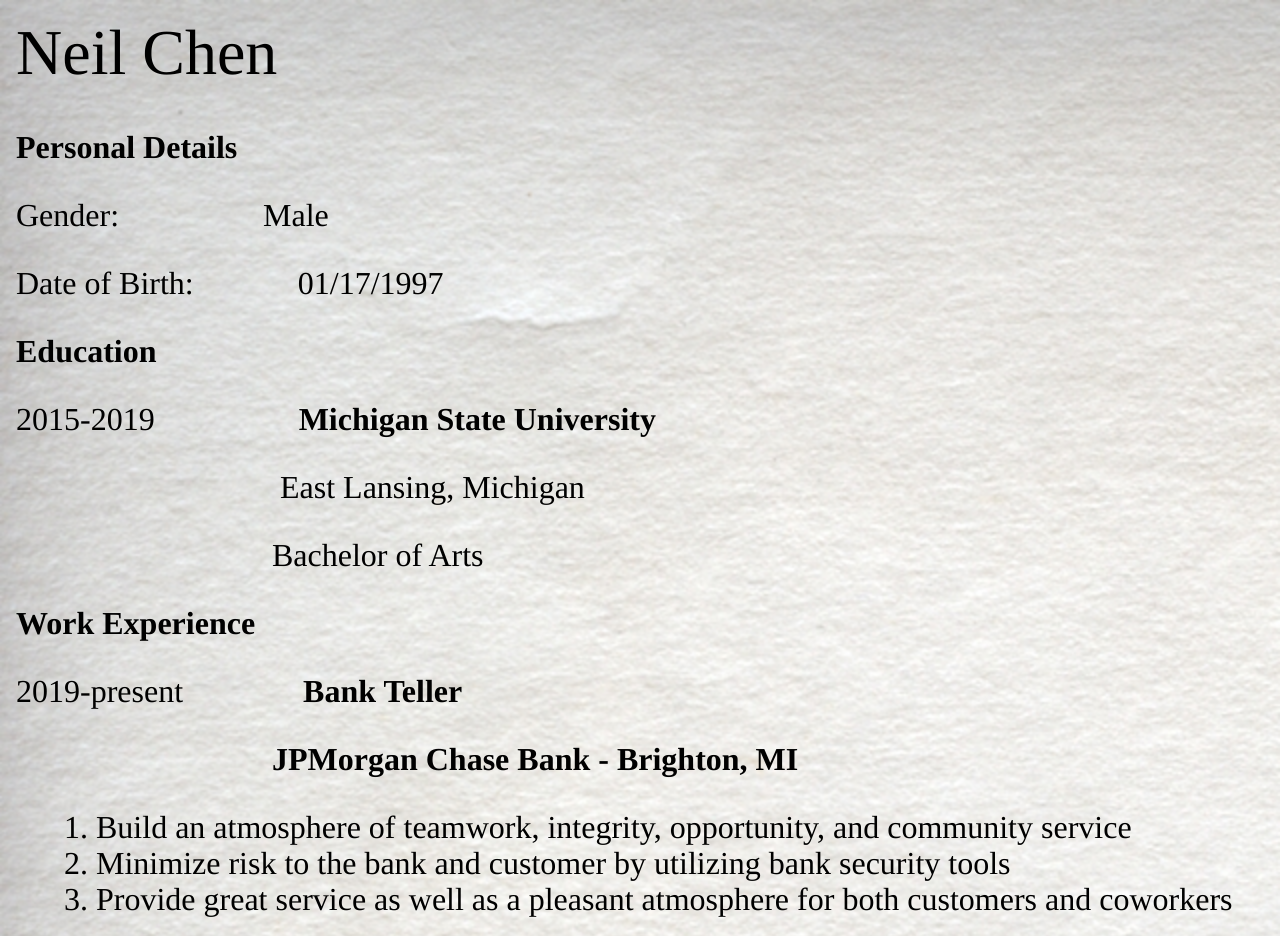 Neil Chen
Personal Details
Gender: Male
Date of Birth: 01/17/1997
Education
2015-2019 Michigan State University
East Lansing, Michigan
Bachelor of Arts
Work Experience
2019-present Bank Teller
JPMorgan Chase Bank - Brighton, MI
1. Build an atmosphere of teamwork, integrity, opportunity, and community service
2. Minimize risk to the bank and customer by utilizing bank security tools
3. Provide great service as well as a pleasant atmosphere for both customers and coworkers